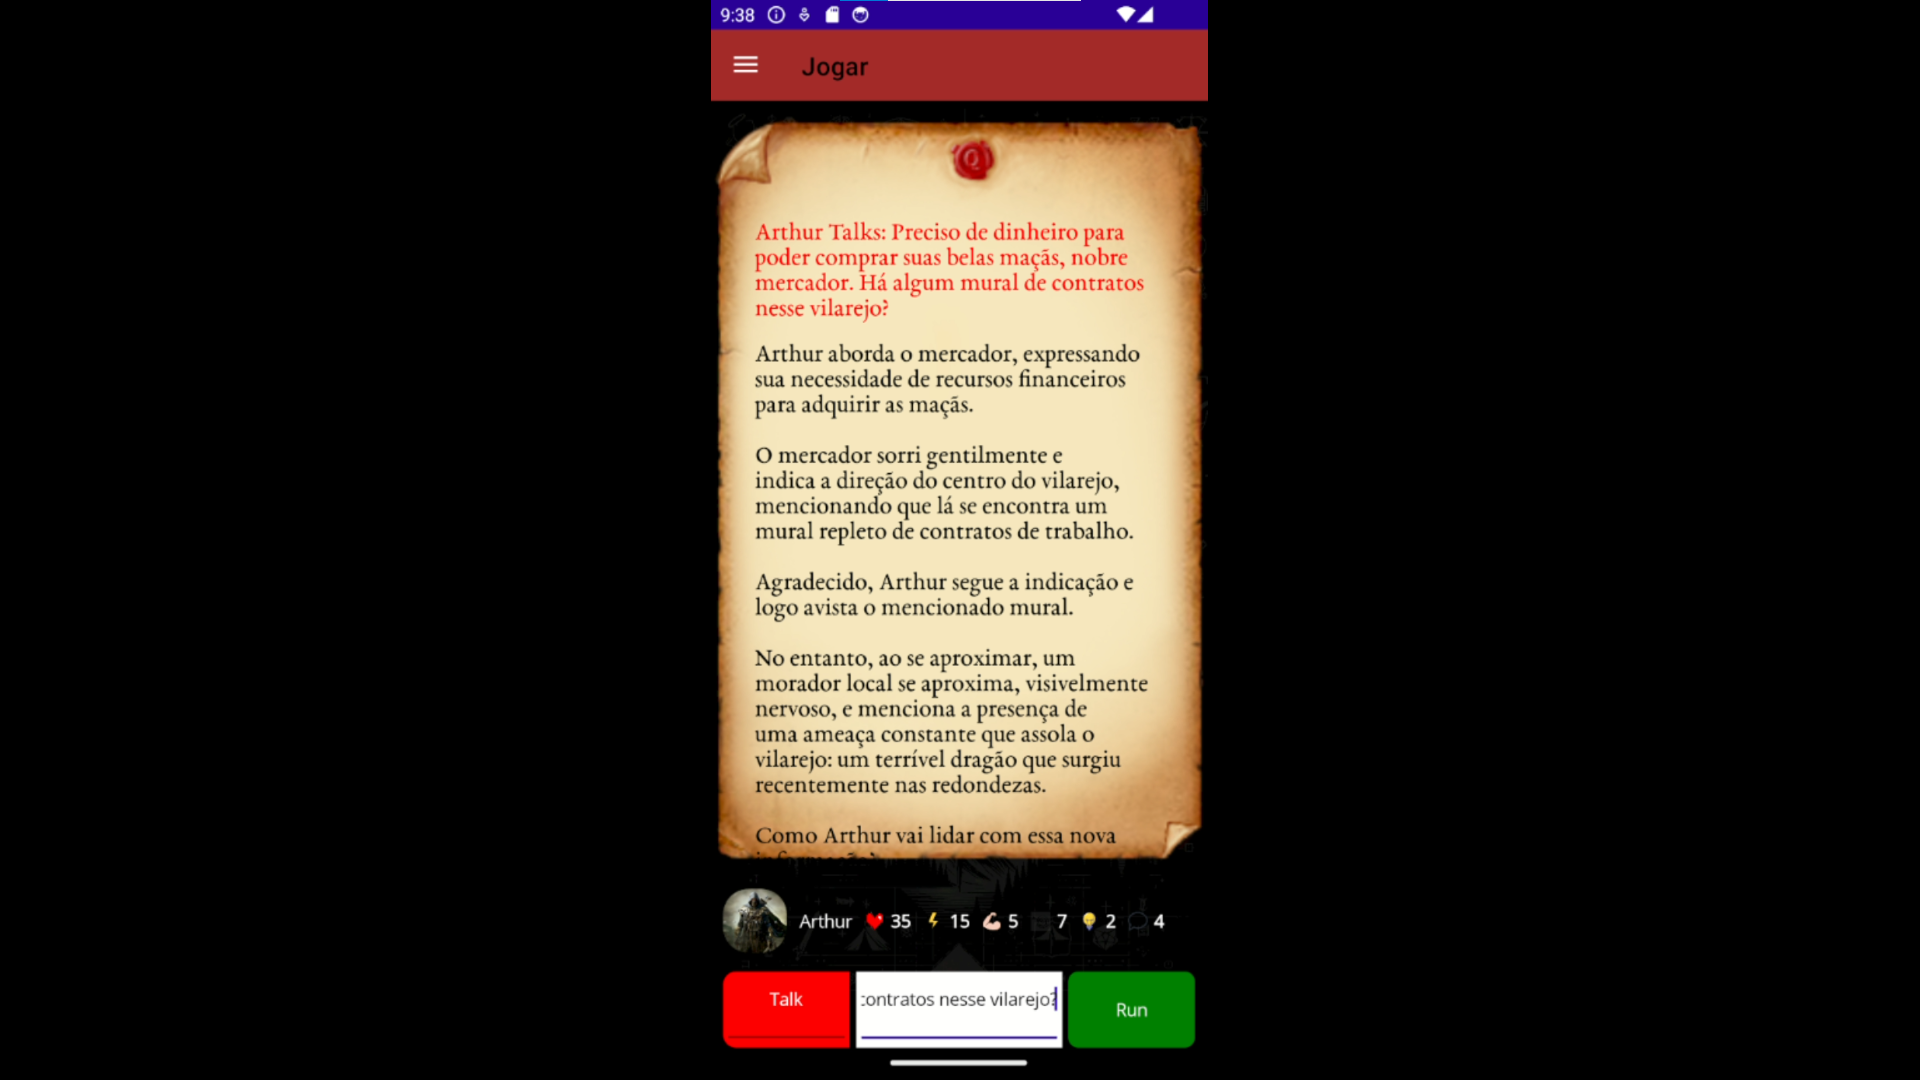 9:38
Jogar
Q
Arthur Talks: Preciso de dinheiro para
poder comprar suas belas maçãs, nobre
mercador. Há algum mural de contratos
nesse vilarejo?
Arthur aborda o mercador, expressando
sua necessidade de recursos financeiros
para adquirir as maçãs.
O mercador sorri gentilmente e
indica a direção do centro do vilarejo,
mencionando que lá se encontra um
mural repleto de contratos de trabalho.
Agradecido, Arthur segue a indicação e
logo avista o mencionado mural.
No entanto, ao se aproximar, um
morador local se aproxima, visivelmente
nervoso, e menciona a presença de
uma ameaça constante que assola o
vilarejo: um terrível dragão que surgiu
recentemente nas redondezas.
Como Arthur vai lidar com essa nova
Arthur 35 15 5 7 2 4
Talk
contratos nesse vilarejo?
Run